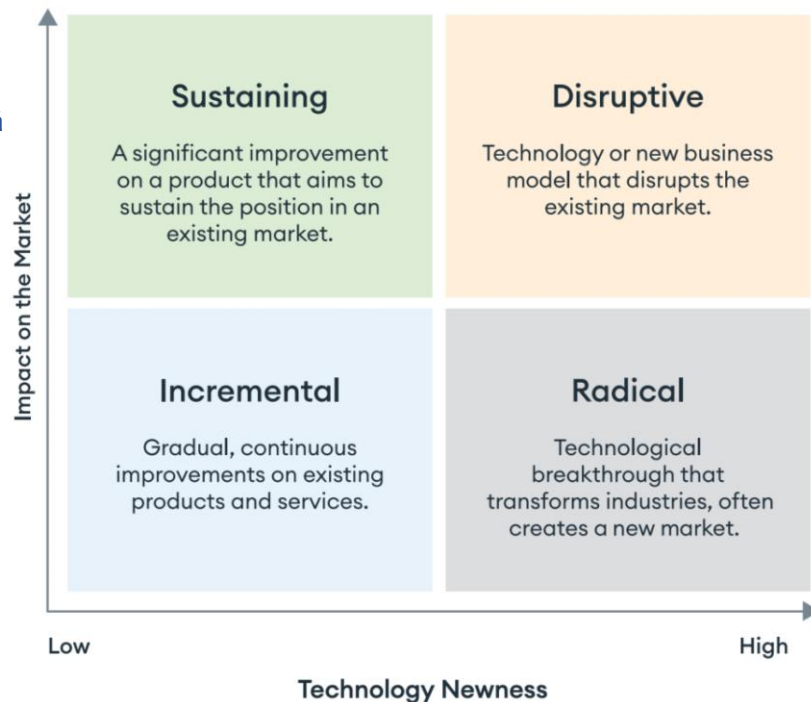 Sustaining
A significant improvement
on a product that aims to
sustain the position in an
existing market.
Disruptive
Technology or new business
model that disrupts the
existing market.
Incremental
Gradual, continuous
improvements on existing
products and services.
Radical
Technological
breakthrough that
transforms industries, often
creates a new market.
Impact on the Market
Low
High
Technology Newness